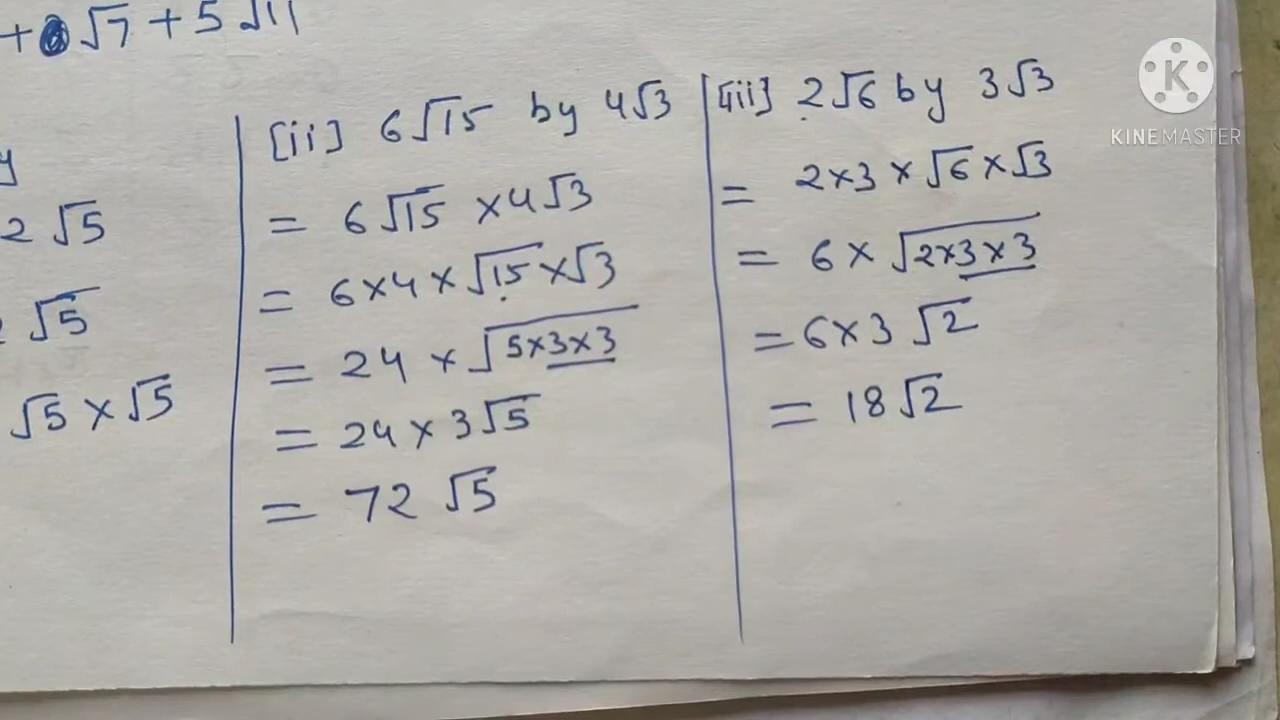 + √7 + 5√11
2√5
√5
√5 × √5
[ii] 6√15 by 4√3
= 6√15 × 4√3
= 6×4×√15×√3
= 24 × √5×3×3
= 24 × 3√5
= 72√5
[iii] 2√6 by 3√3
= 2×3×√6×√3
= 6×√2×3×3
= 6×3√2
= 18√2
K
KINEMASTER